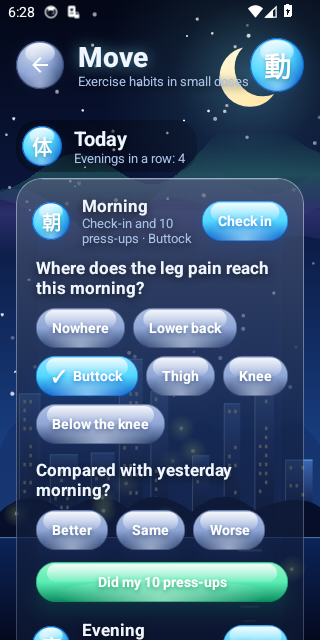 6:28
Move
Exercise habits in small doses
動
体
Today
Evenings in a row: 4
朝
Morning
Check-in and 10
press-ups · Buttock
Check in
Where does the leg pain reach
this morning?
Nowhere
Lower back
✓ Buttock
Thigh
Knee
Below the knee
Compared with yesterday
morning?
Better
Same
Worse
Did my 10 press-ups
Evening